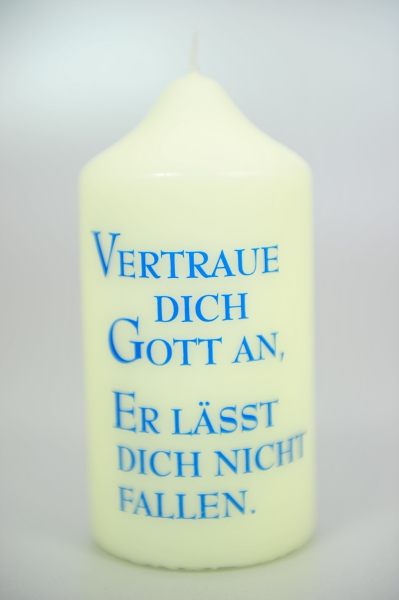 VERTRAUE
DICH
GOTT AN,
ER LÄSST
DICH NICHT
FALLEN.